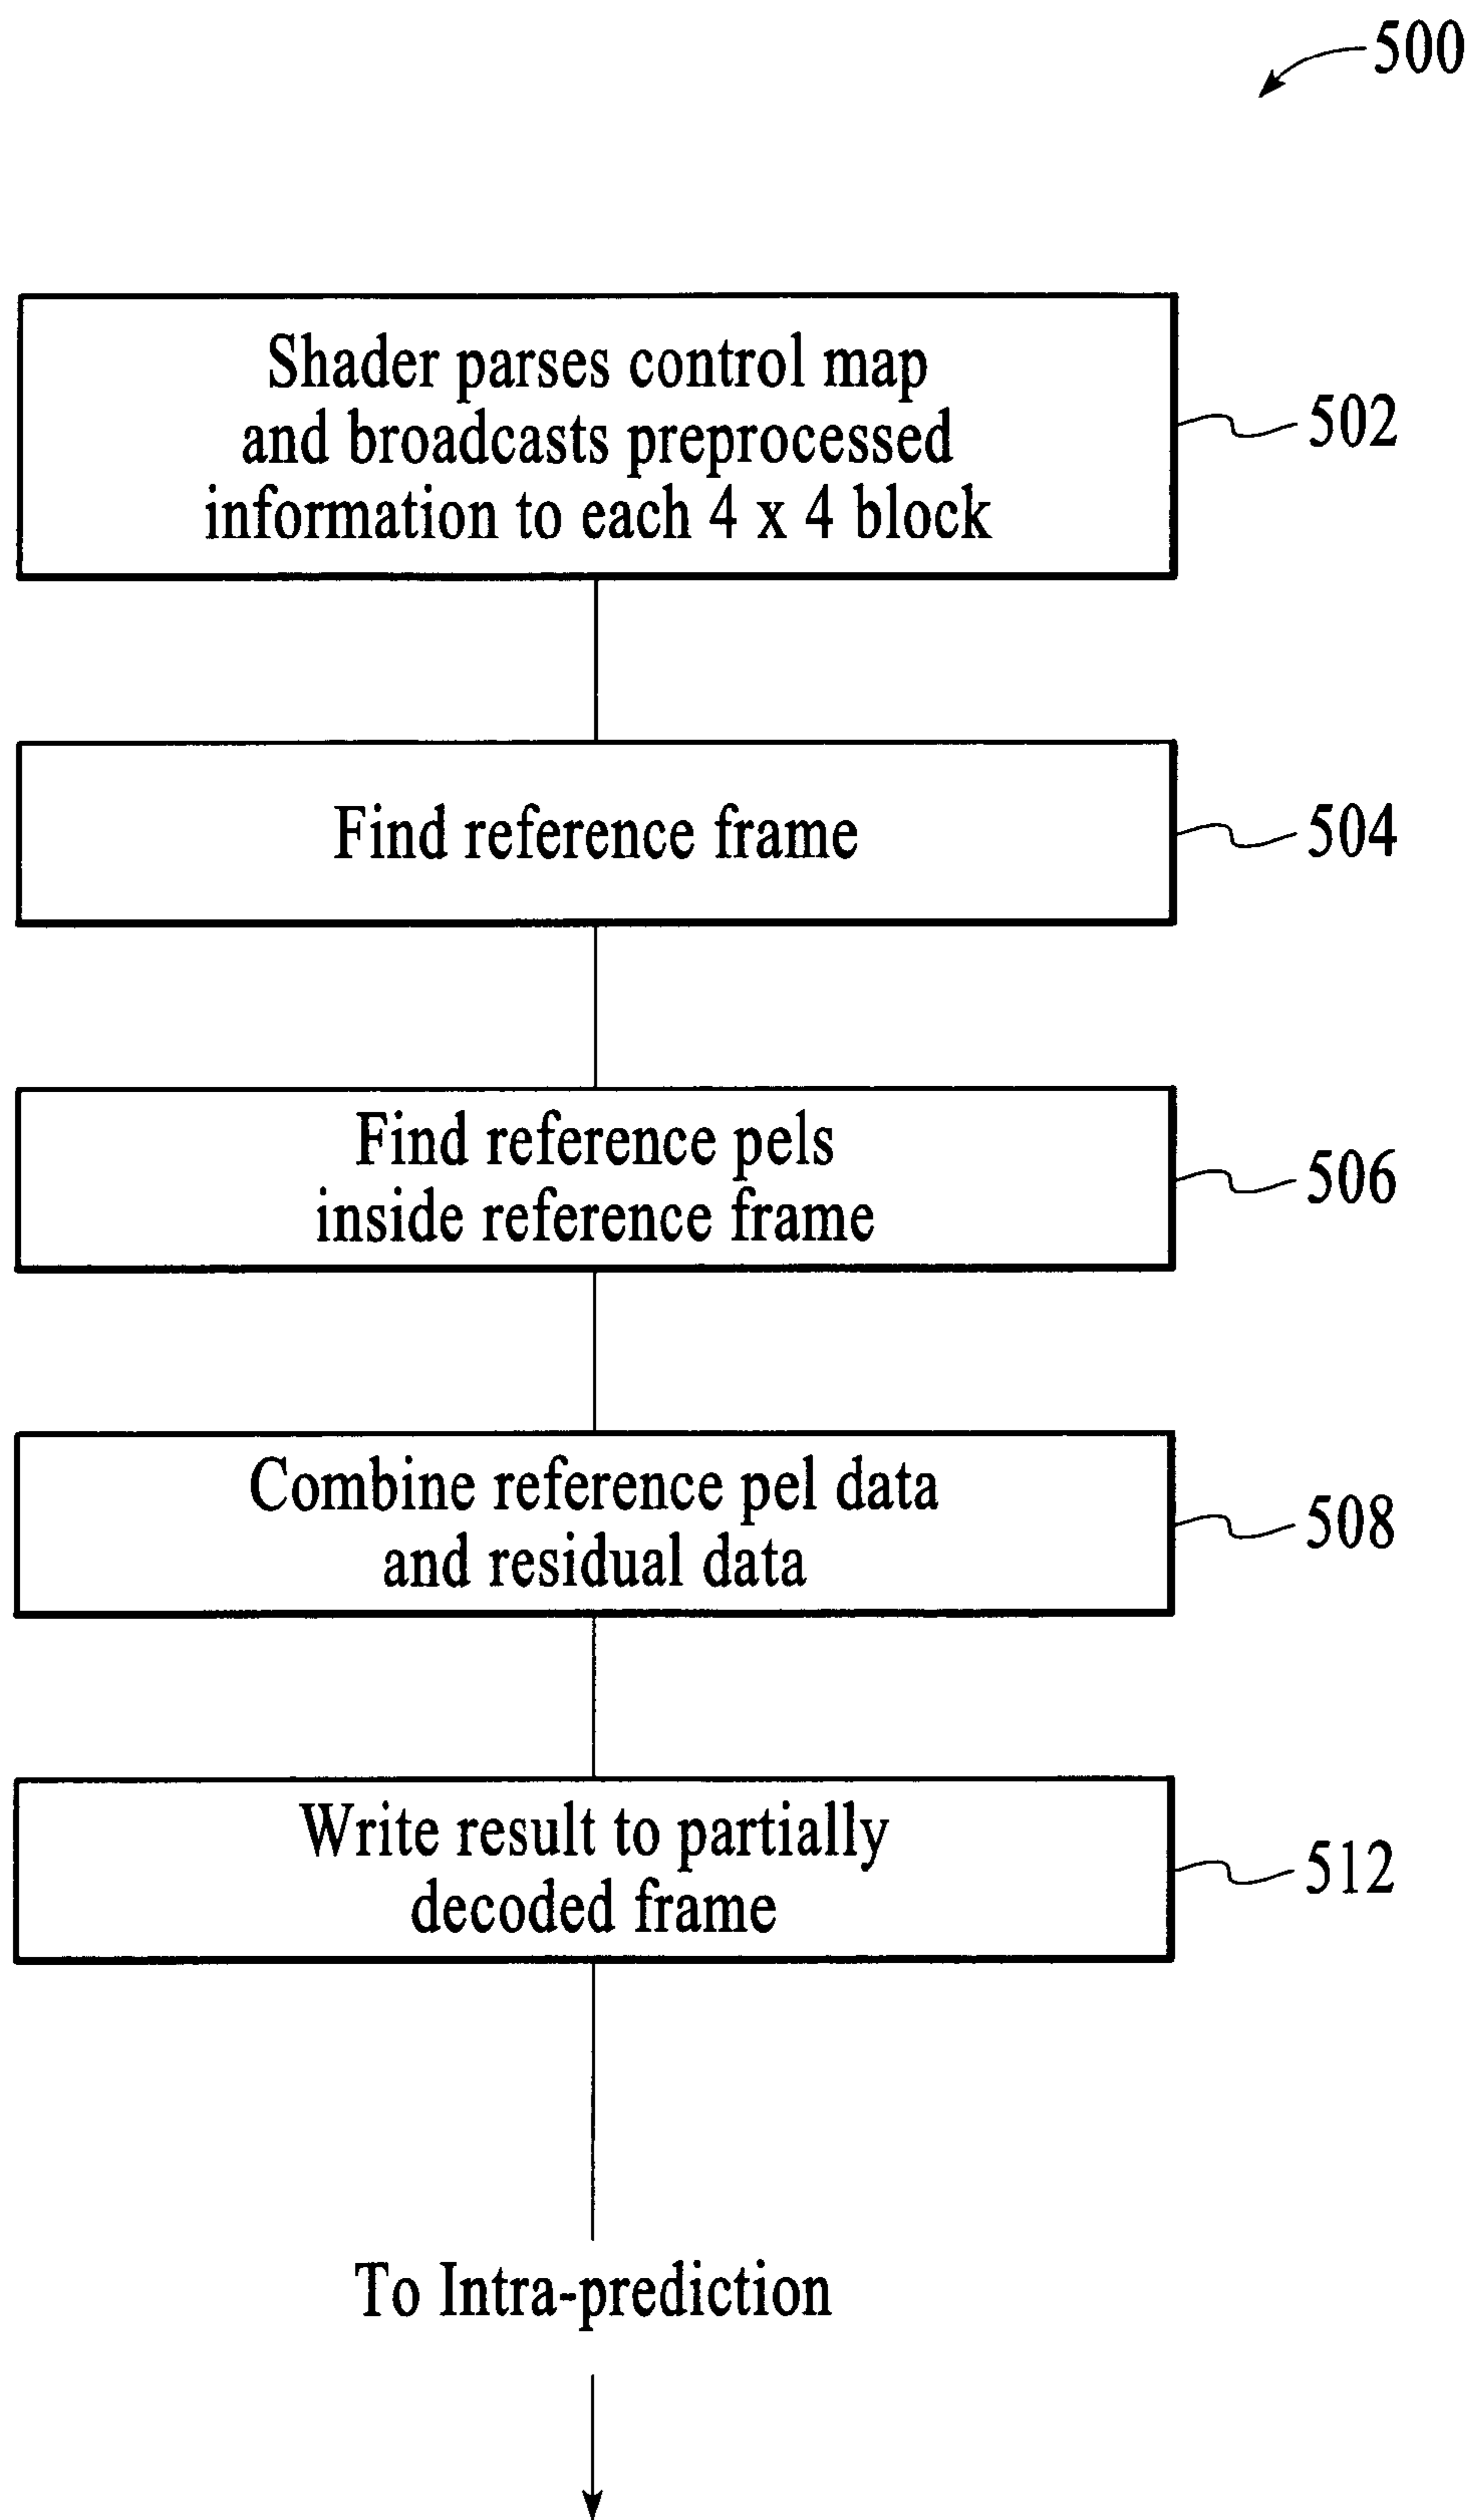 500
Shader parses control map
and broadcasts preprocessed
information to each 4 x 4 block
502
Find reference frame
504
Find reference pels
inside reference frame
506
Combine reference pel data
and residual data
508
Write result to partially
decoded frame
512
To Intra-prediction